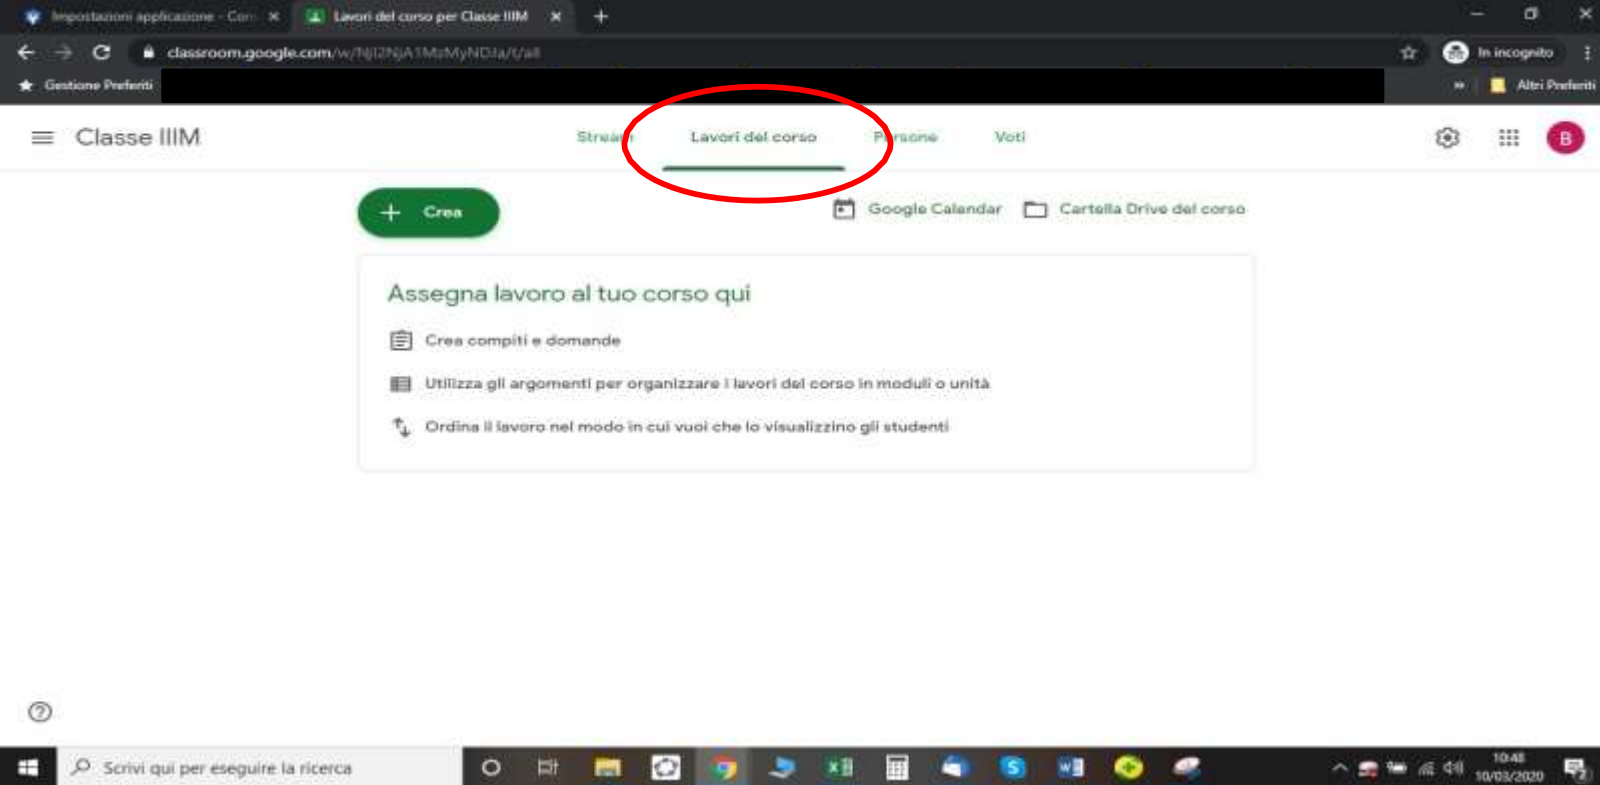 Impostazioni applicazione - Con
Lavori del corso per Classe IIIM
classroom.google.com
In incognito
Gestione Preferiti
Altri Preferiti
Classe IIIM
Stream
Lavori del corso
Persone
Voti
B
Crea
Google Calendar
Cartella Drive del corso
Assegna lavoro al tuo corso qui
Crea compiti e domande
Utilizza gli argomenti per organizzare i lavori del corso in moduli o unità
Ordina il lavoro nel modo in cui vuoi che lo visualizzino gli studenti
Scrivi qui per eseguire la ricerca
10:48
10/03/2020